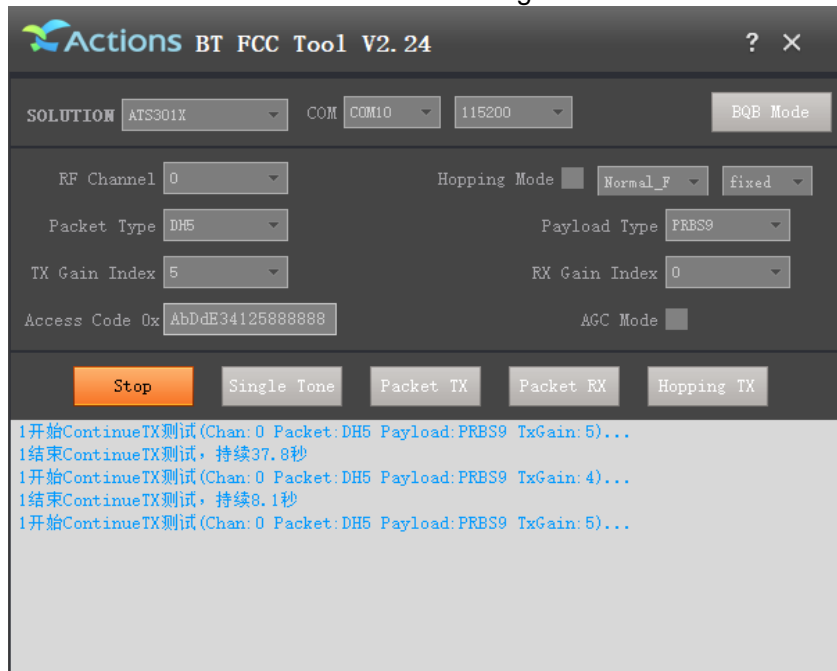 Actions BT FCC Tool V2.24 ? ×
SOLUTION ATS301X COM COM10 115200 BQB Mode
RF Channel 0 Hopping Mode Normal_F fixed
Packet Type DH5 Payload Type PRBS9
TX Gain Index 5 RX Gain Index 0
Access Code 0x AbDdE34125888888 AGC Mode
Stop Single Tone Packet TX Packet RX Hopping TX
1开始ContinueTX测试(Chan:0 Packet:DH5 Payload:PRBS9 TxGain:5)...
1结束ContinueTX测试，持续37.8秒
1开始ContinueTX测试(Chan:0 Packet:DH5 Payload:PRBS9 TxGain:4)...
1结束ContinueTX测试，持续8.1秒
1开始ContinueTX测试(Chan:0 Packet:DH5 Payload:PRBS9 TxGain:5)...